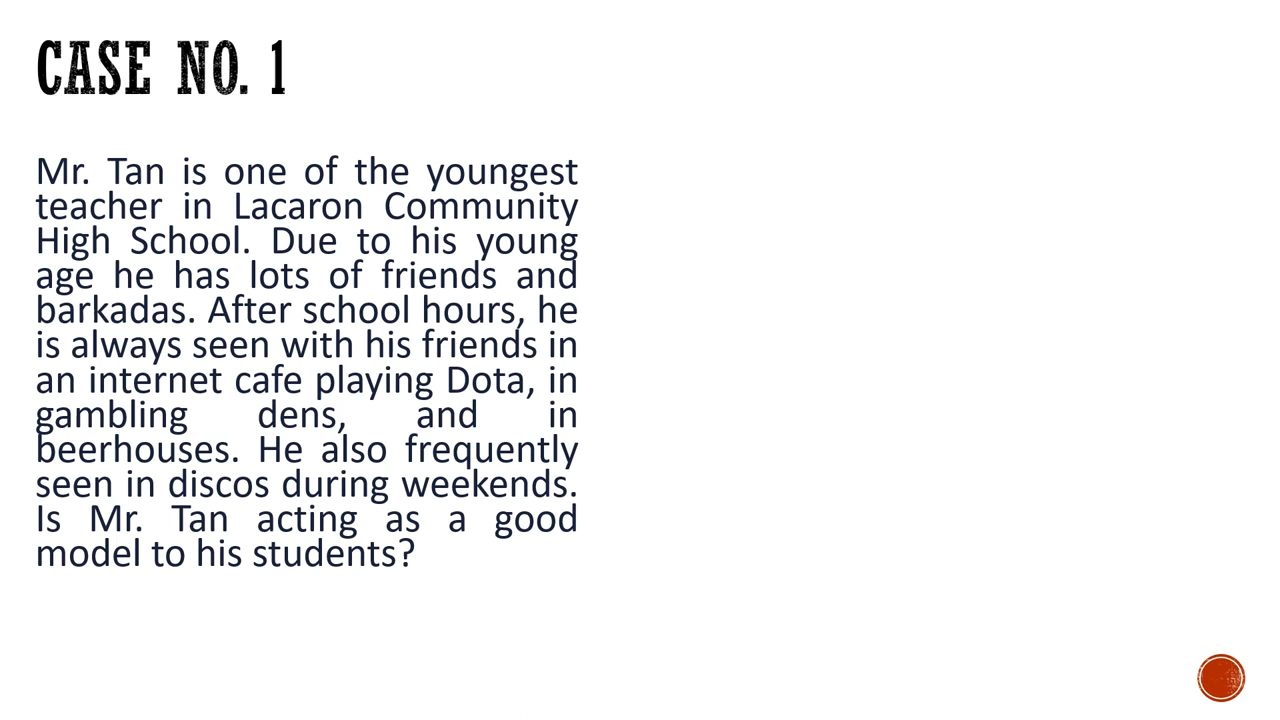 CASE NO. 1
Mr. Tan is one of the youngest
teacher in Lacaron Community
High School. Due to his young
age he has lots of friends and
barkadas. After school hours, he
is always seen with his friends in
an internet cafe playing Dota, in
gambling dens, and in
beerhouses. He also frequently
seen in discos during weekends.
Is Mr. Tan acting as a good
model to his students?